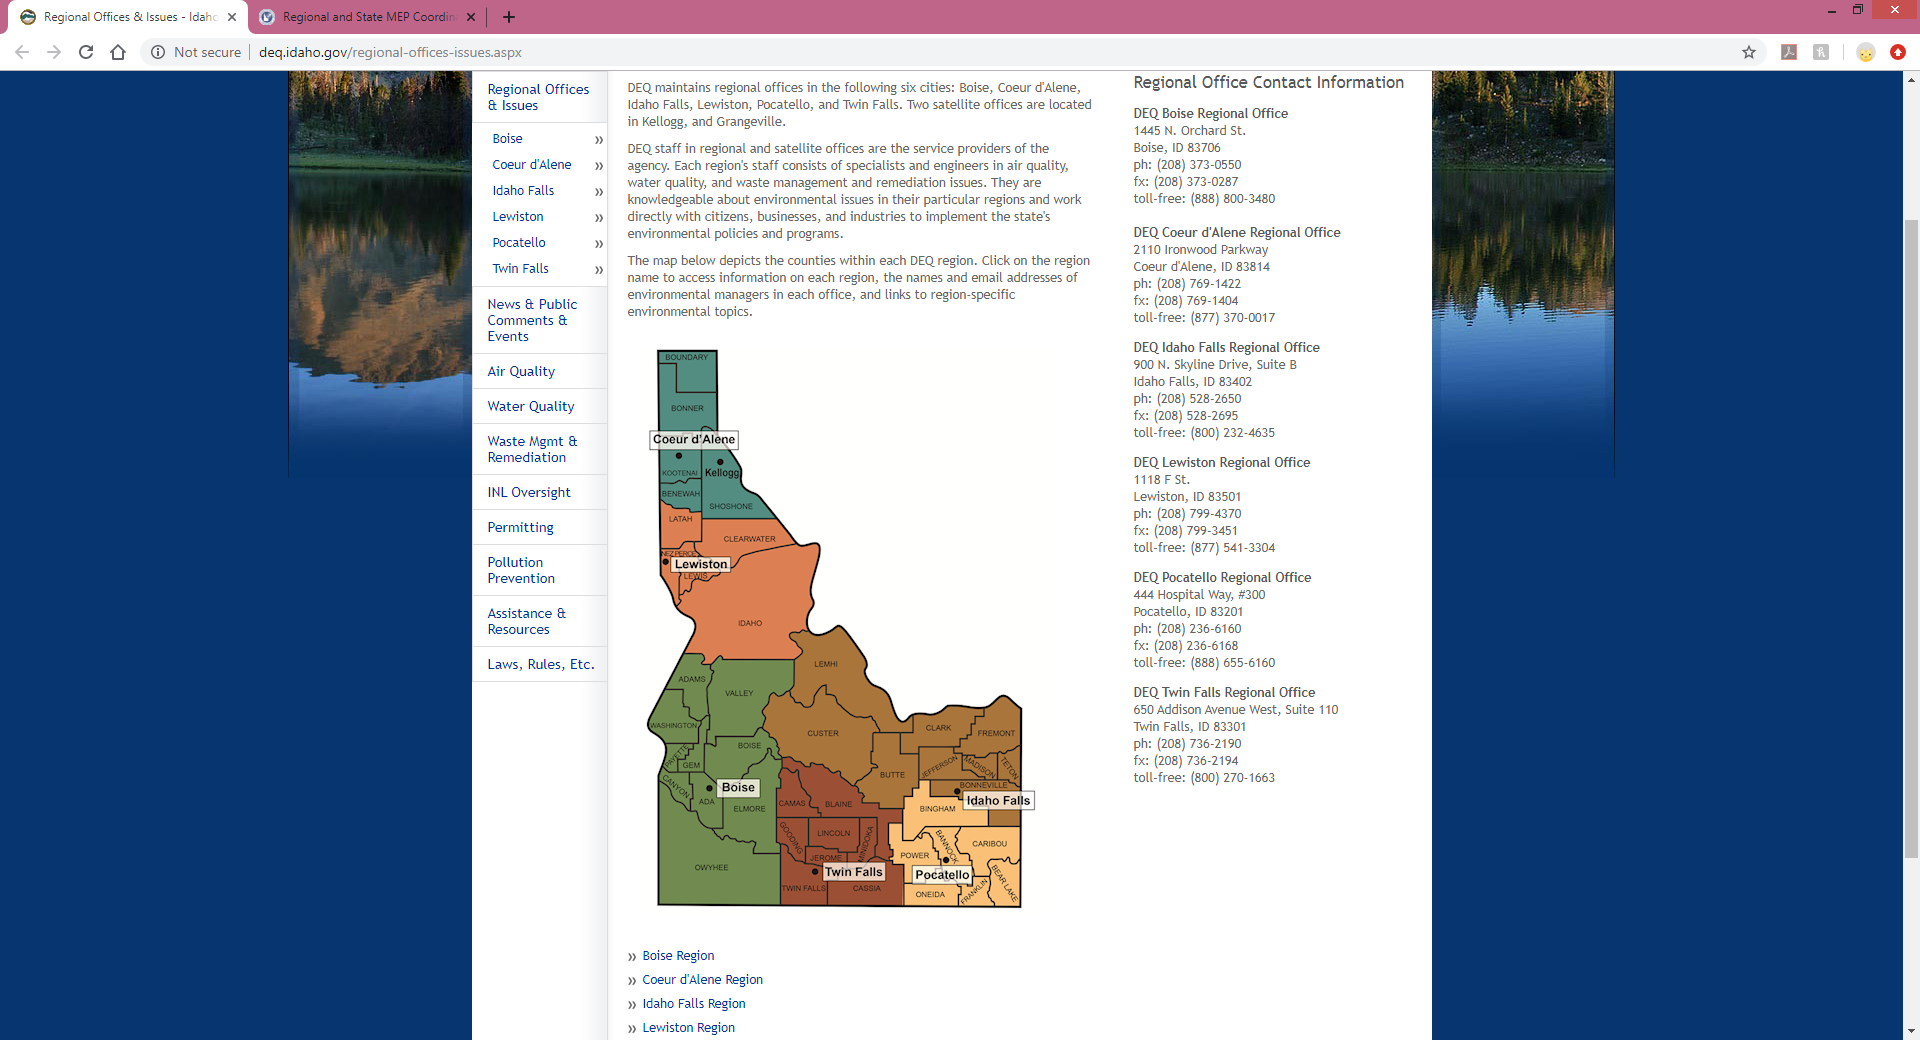 Regional Offices & Issues - Idaho
Regional and State MEP Coordin
Not secure
deq.idaho.gov/regional-offices-issues.aspx
Regional Offices
& Issues
Boise »
Coeur d'Alene »
Idaho Falls »
Lewiston »
Pocatello »
Twin Falls »
News & Public
Comments &
Events
Air Quality
Water Quality
Waste Mgmt &
Remediation
INL Oversight
Permitting
Pollution
Prevention
Assistance &
Resources
Laws, Rules, Etc.
DEQ maintains regional offices in the following six cities: Boise, Coeur d'Alene,
Idaho Falls, Lewiston, Pocatello, and Twin Falls. Two satellite offices are located
in Kellogg, and Grangeville.
DEQ staff in regional and satellite offices are the service providers of the
agency. Each region's staff consists of specialists and engineers in air quality,
water quality, and waste management and remediation issues. They are
knowledgeable about environmental issues in their particular regions and work
directly with citizens, businesses, and industries to implement the state's
environmental policies and programs.
The map below depicts the counties within each DEQ region. Click on the region
name to access information on each region, the names and email addresses of
environmental managers in each office, and links to region-specific
environmental topics.
BOUNDARY
BONNER
Coeur d'Alene
KOOTENAI
Kellogg
BENEWAH
SHOSHONE
LATAH
CLEARWATER
NEZ PERCE
Lewiston
LEWIS
IDAHO
LEMHI
ADAMS
VALLEY
WASHINGTON
CUSTER
CLARK
FREMONT
PAYETTE
BOISE
GEM
BUTTE
JEFFERSON
MADISON
TETON
CANYON
Boise
BONNEVILLE
ADA
Idaho Falls
ELMORE
CAMAS
BLAINE
BINGHAM
GOODING
LINCOLN
MINIDOKA
BANNOCK
CARIBOU
JEROME
POWER
OWYHEE
Twin Falls
Pocatello
BEAR LAKE
TWIN FALLS
CASSIA
ONEIDA
FRANKLIN
» Boise Region
» Coeur d'Alene Region
» Idaho Falls Region
» Lewiston Region
Regional Office Contact Information
DEQ Boise Regional Office
1445 N. Orchard St.
Boise, ID 83706
ph: (208) 373-0550
fx: (208) 373-0287
toll-free: (888) 800-3480
DEQ Coeur d'Alene Regional Office
2110 Ironwood Parkway
Coeur d'Alene, ID 83814
ph: (208) 769-1422
fx: (208) 769-1404
toll-free: (877) 370-0017
DEQ Idaho Falls Regional Office
900 N. Skyline Drive, Suite B
Idaho Falls, ID 83402
ph: (208) 528-2650
fx: (208) 528-2695
toll-free: (800) 232-4635
DEQ Lewiston Regional Office
1118 F St.
Lewiston, ID 83501
ph: (208) 799-4370
fx: (208) 799-3451
toll-free: (877) 541-3304
DEQ Pocatello Regional Office
444 Hospital Way, #300
Pocatello, ID 83201
ph: (208) 236-6160
fx: (208) 236-6168
toll-free: (888) 655-6160
DEQ Twin Falls Regional Office
650 Addison Avenue West, Suite 110
Twin Falls, ID 83301
ph: (208) 736-2190
fx: (208) 736-2194
toll-free: (800) 270-1663